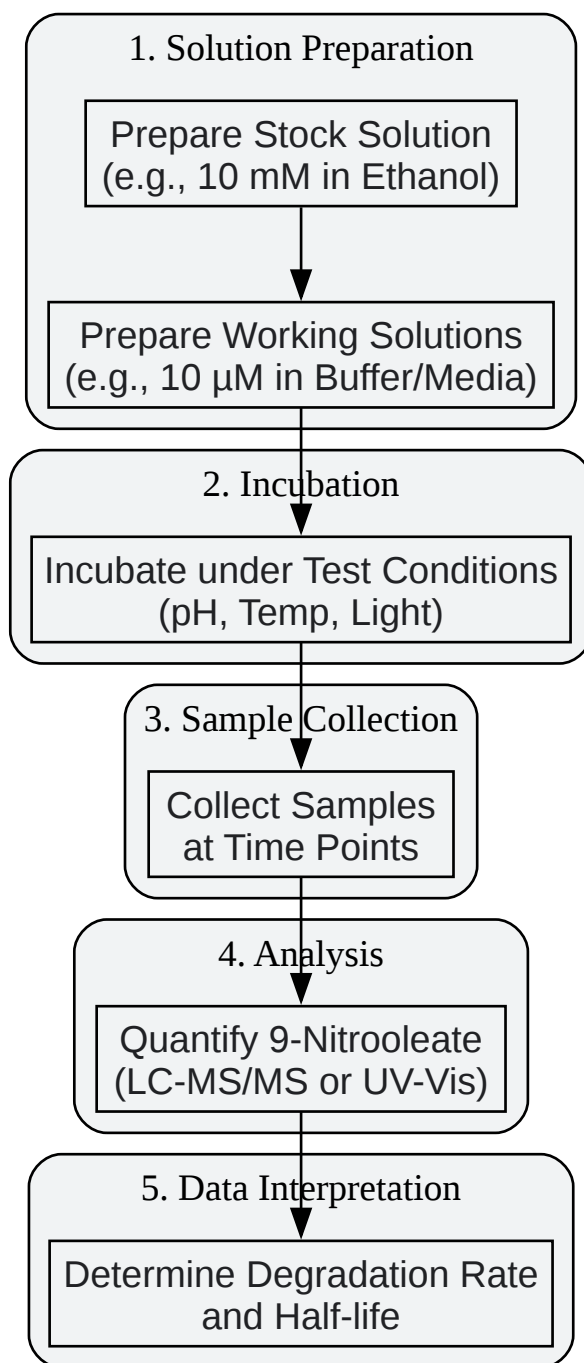 1. Solution Preparation
Prepare Stock Solution
(e.g., 10 mM in Ethanol)
Prepare Working Solutions
(e.g., 10 µM in Buffer/Media)
2. Incubation
Incubate under Test Conditions
(pH, Temp, Light)
3. Sample Collection
Collect Samples
at Time Points
4. Analysis
Quantify 9-Nitrooleate
(LC-MS/MS or UV-Vis)
5. Data Interpretation
Determine Degradation Rate
and Half-life